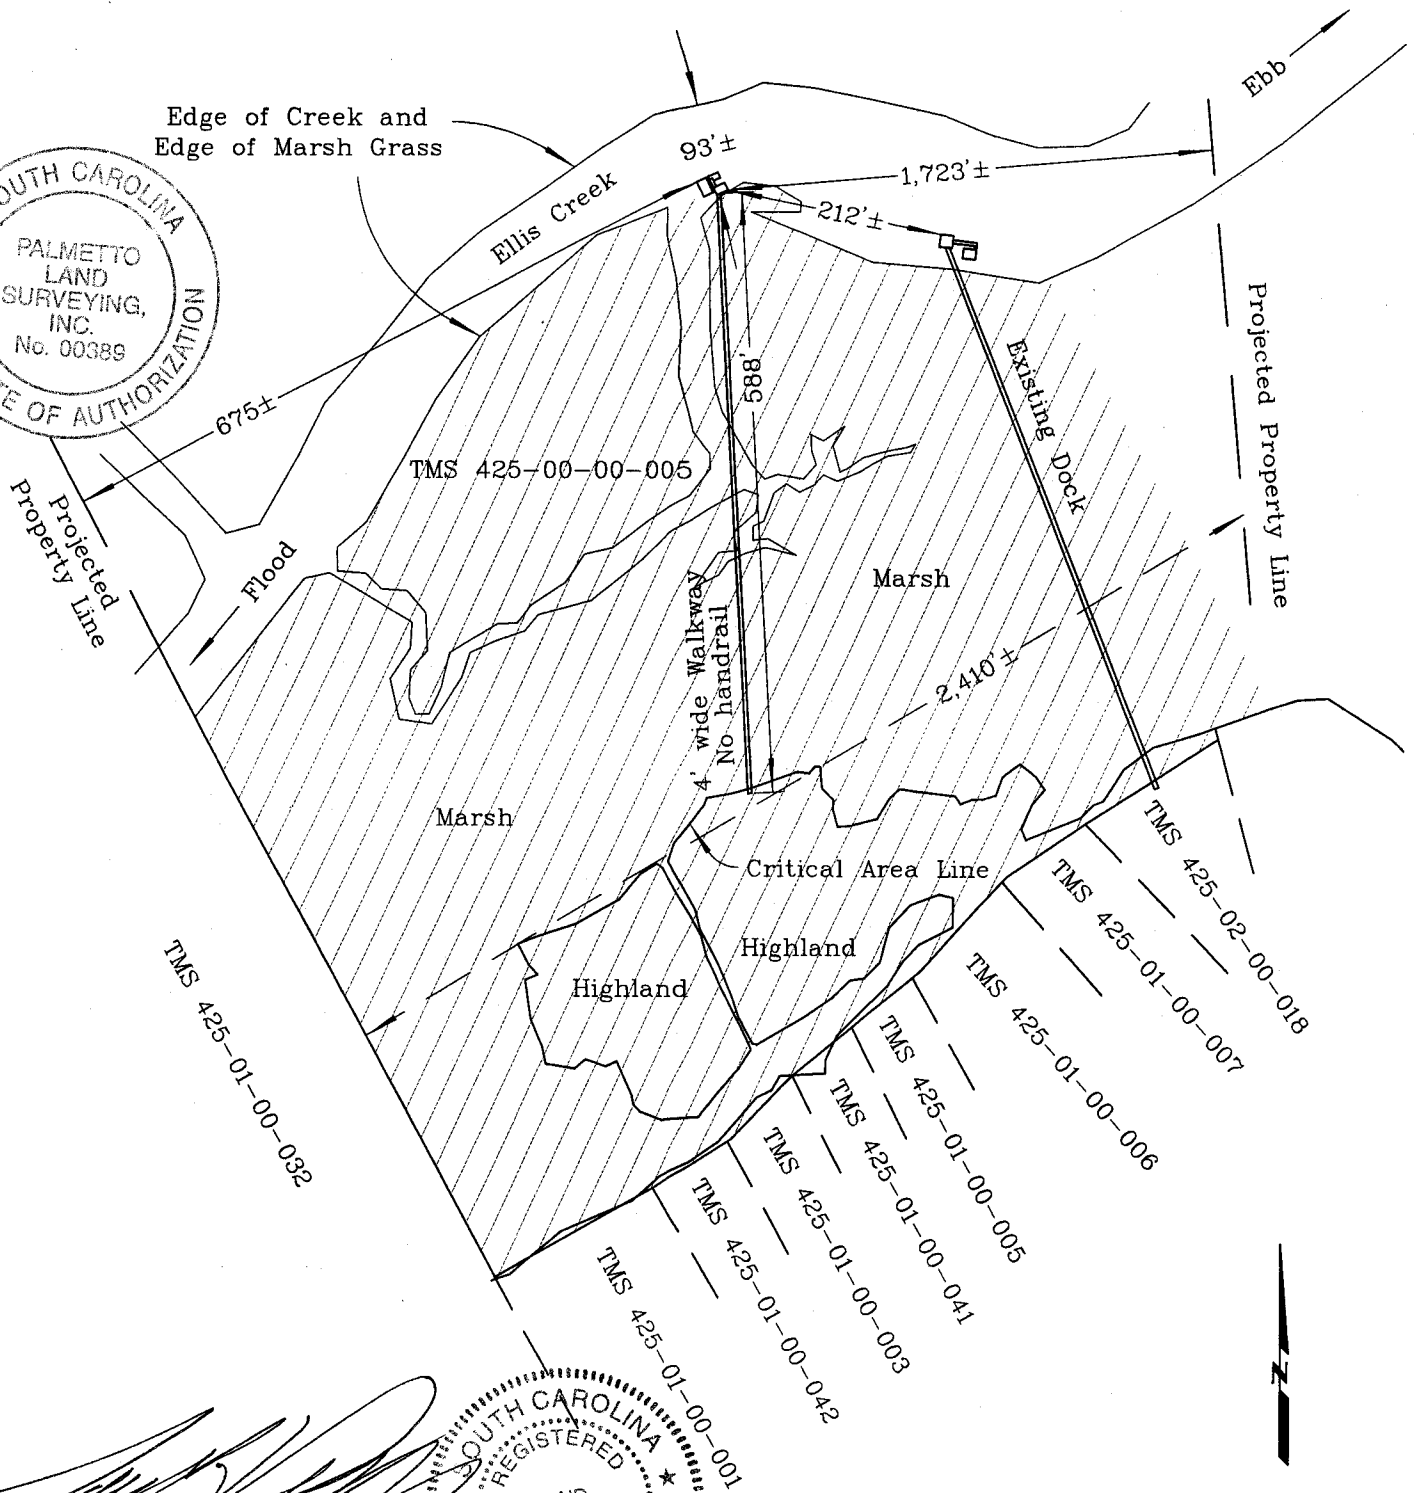 Edge of Creek and
Edge of Marsh Grass
Ebb
93'±
1,723'±
212'±
Ellis Creek
SOUTH CAROLINA
PALMETTO
LAND
SURVEYING,
INC.
No. 00389
OF AUTHORIZATION
675±
588'
Existing Dock
Projected Property Line
TMS 425-00-00-005
Projected
Property Line
Flood
Marsh
4' wide Walkway
No handrail
2,410'±
Marsh
Critical Area Line
Highland
Highland
TMS 425-01-00-032
TMS 425-02-00-018
TMS 425-01-00-007
TMS 425-01-00-006
TMS 425-01-00-005
TMS 425-01-00-041
TMS 425-01-00-003
TMS 425-01-00-042
TMS 425-01-00-001
N
SOUTH CAROLINA
REGISTERED